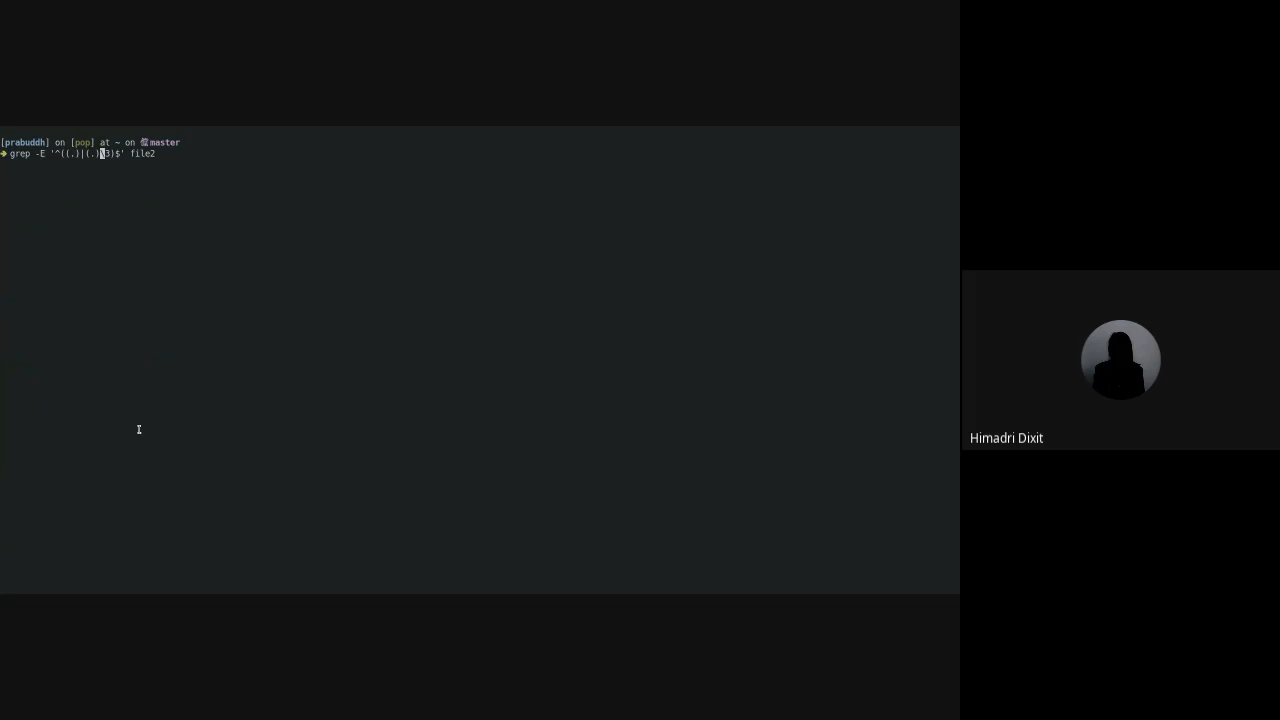 [prabuddh] on [pop] at ~ on master
➜ grep -E '^((.)|(.)\3)$' file2
Himadri Dixit